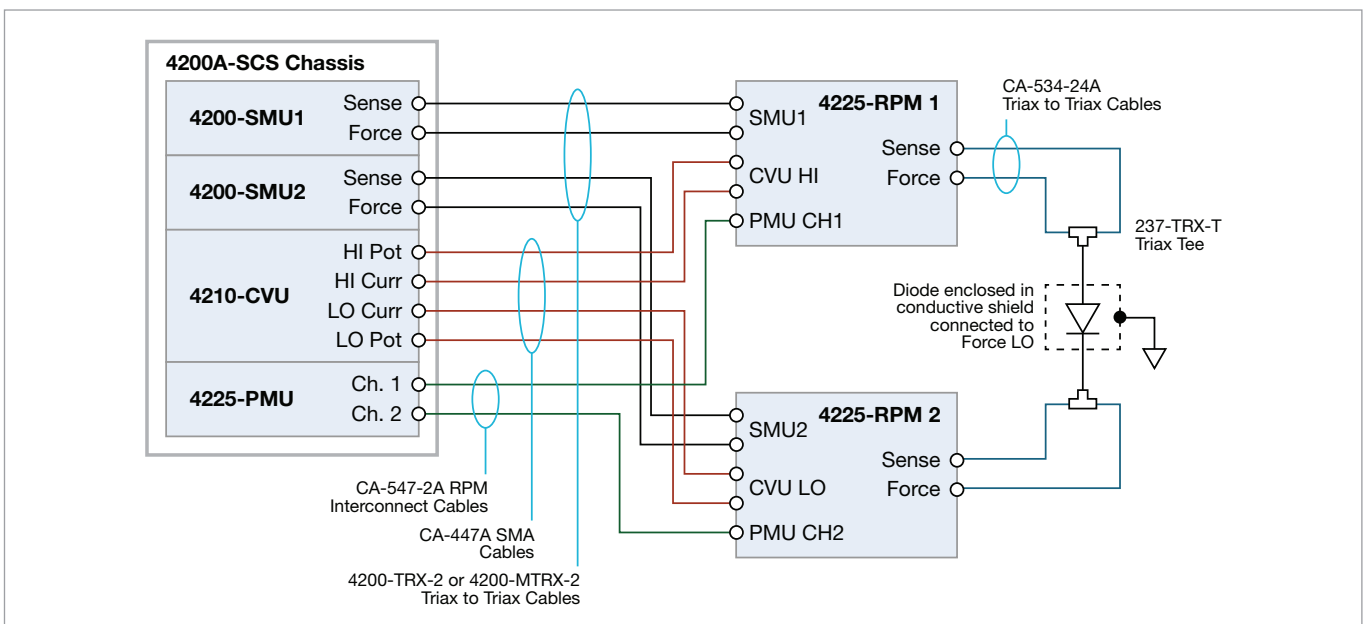 4200A-SCS Chassis
4200-SMU1
Sense
Force
4200-SMU2
Sense
Force
4210-CVU
HI Pot
HI Curr
LO Curr
LO Pot
4225-PMU
Ch. 1
Ch. 2
CA-547-2A RPM
Interconnect Cables
CA-447A SMA
Cables
4200-TRX-2 or 4200-MTRX-2
Triax to Triax Cables
4225-RPM 1
SMU1
CVU HI
PMU CH1
Sense
Force
CA-534-24A
Triax to Triax Cables
237-TRX-T
Triax Tee
Diode enclosed in
conductive shield
connected to
Force LO
4225-RPM 2
SMU2
CVU LO
PMU CH2
Sense
Force